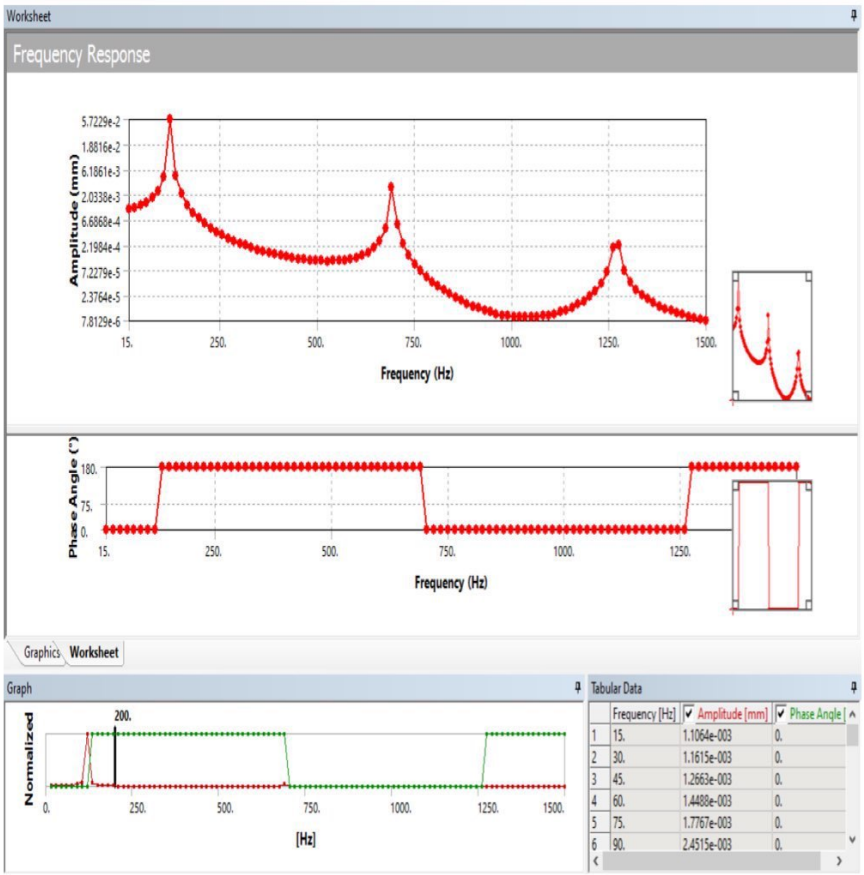 Worksheet
Frequency Response
Amplitude (mm)
5.7229e-2
1.8816e-2
6.1861e-3
2.0338e-3
6.6868e-4
2.1984e-4
7.2279e-5
2.3764e-5
7.8129e-6
15. 250. 500. 750. 1000. 1250. 1500.
Frequency (Hz)
Phase Angle (°)
180.
75.
0.
15. 250. 500. 750. 1000. 1250.
Frequency (Hz)
Graphics Worksheet
Graph
Normalized
200.
0. 250. 500. 750. 1000. 1250. 1500.
[Hz]
Tabular Data
Frequency [Hz] Amplitude [mm] Phase Angle [
1 15. 1.1064e-003 0.
2 30. 1.1615e-003 0.
3 45. 1.2663e-003 0.
4 60. 1.4488e-003 0.
5 75. 1.7767e-003 0.
6 90. 2.4515e-003 0.